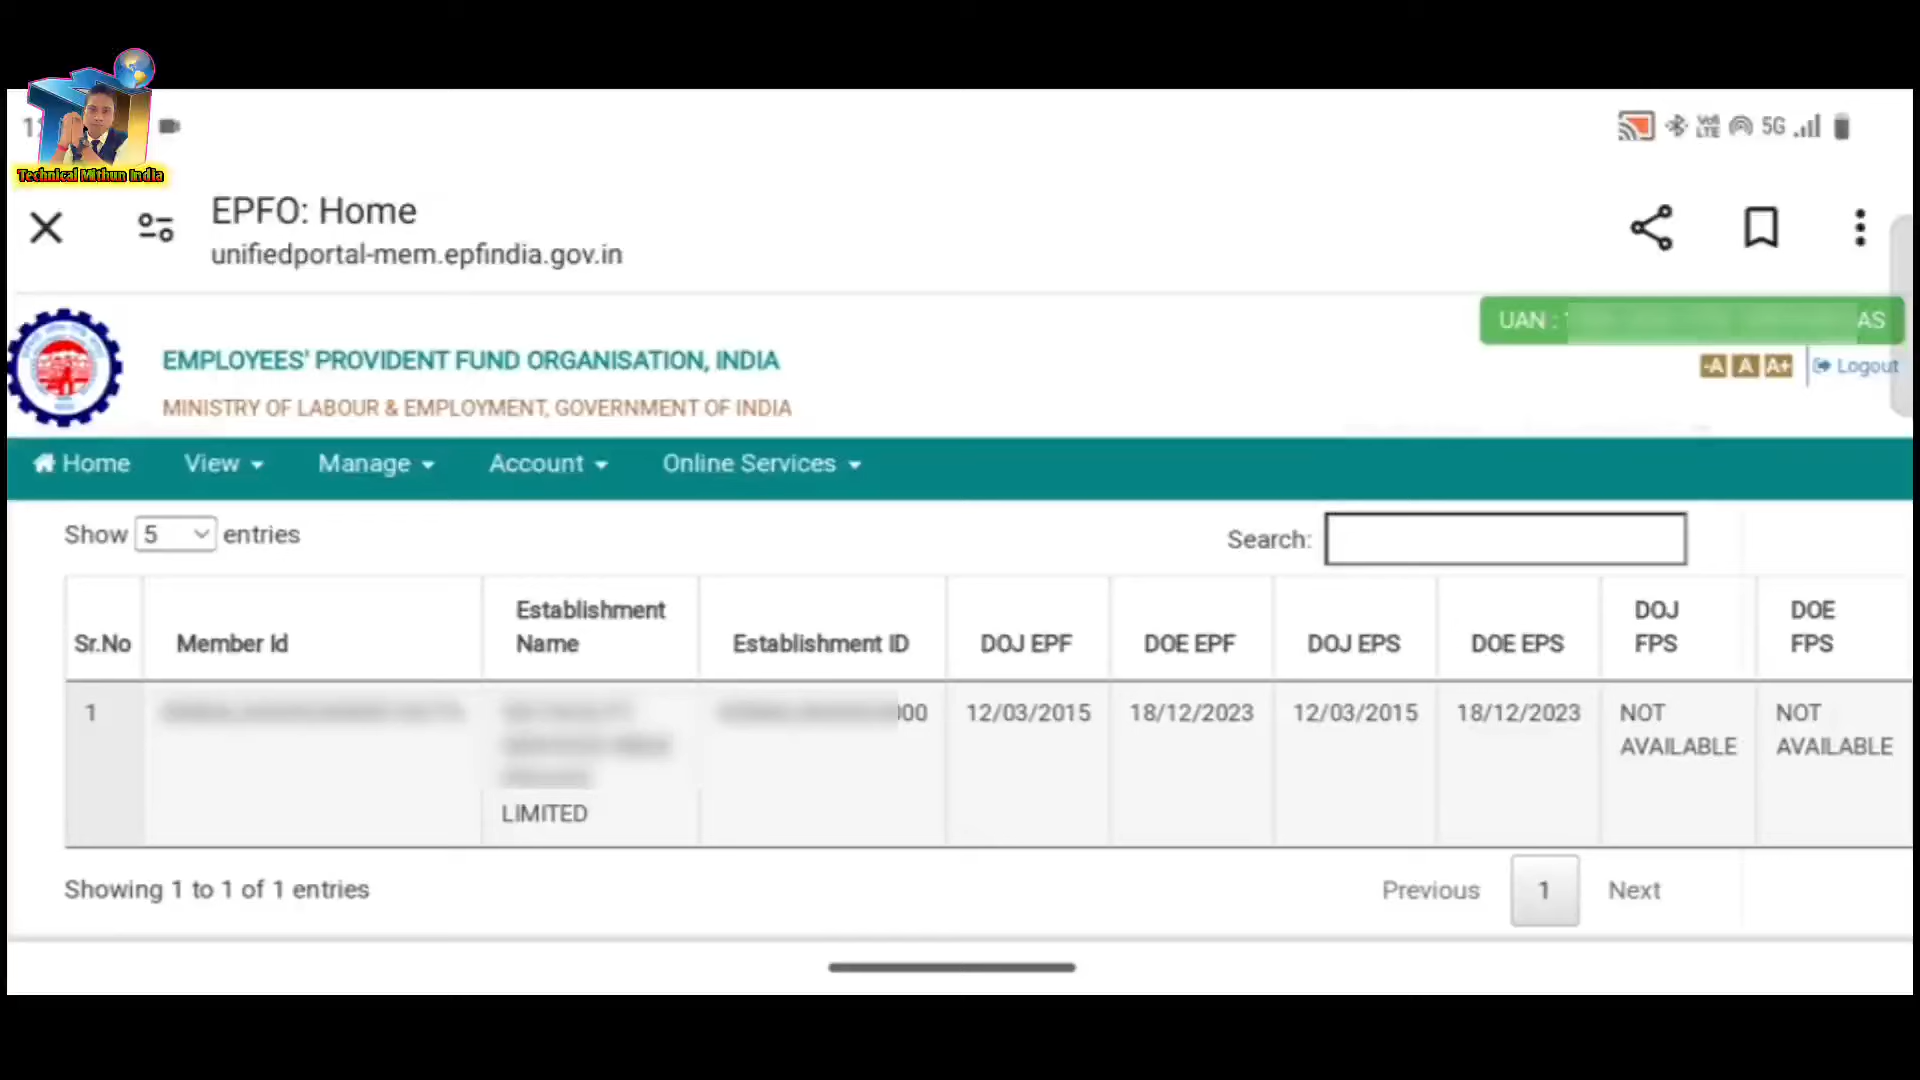 Technical Mithun India
VoI
LTE
5G
EPFO: Home
unifiedportal-mem.epfindia.gov.in
UAN : AS
EMPLOYEES' PROVIDENT FUND ORGANISATION, INDIA
-A A A+ Logout
MINISTRY OF LABOUR & EMPLOYMENT, GOVERNMENT OF INDIA
Home View Manage Account Online Services
Show 5 entries
Search:
Sr.No Member Id Establishment Name Establishment ID DOJ EPF DOE EPF DOJ EPS DOE EPS DOJ FPS DOE FPS
1 000 12/03/2015 18/12/2023 12/03/2015 18/12/2023 NOT AVAILABLE NOT AVAILABLE
LIMITED
Showing 1 to 1 of 1 entries
Previous 1 Next